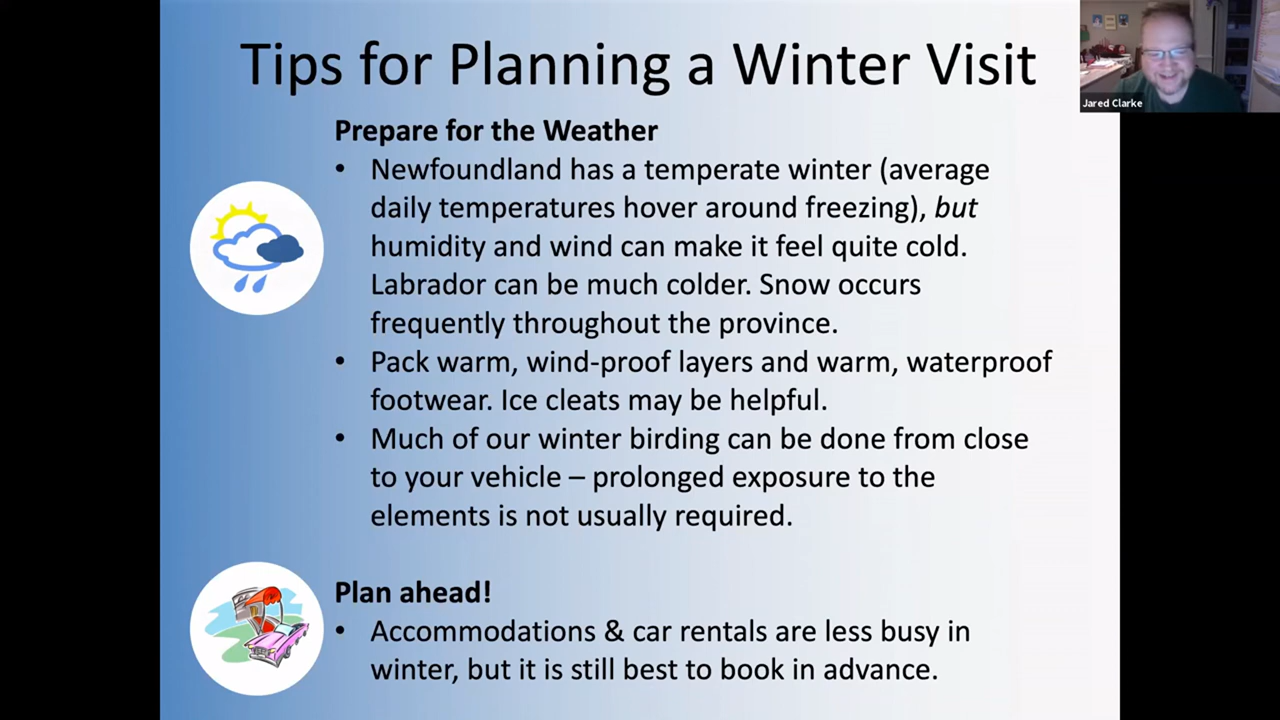 Tips for Planning a Winter Visit
Jared Clarke
Prepare for the Weather
• Newfoundland has a temperate winter (average
daily temperatures hover around freezing), but
humidity and wind can make it feel quite cold.
Labrador can be much colder. Snow occurs
frequently throughout the province.
• Pack warm, wind-proof layers and warm, waterproof
footwear. Ice cleats may be helpful.
• Much of our winter birding can be done from close
to your vehicle – prolonged exposure to the
elements is not usually required.
Plan ahead!
• Accommodations & car rentals are less busy in
winter, but it is still best to book in advance.